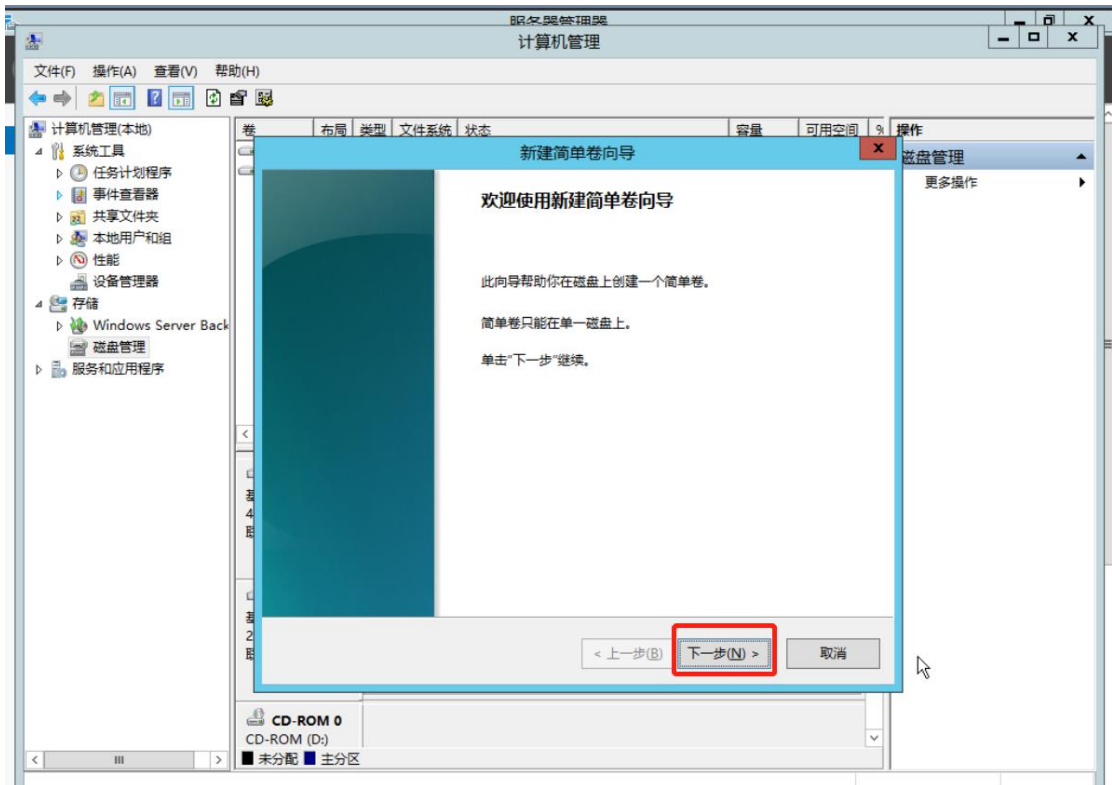 服务器管理器
计算机管理
文件(F) 操作(A) 查看(V) 帮助(H)
计算机管理(本地)
系统工具
任务计划程序
事件查看器
共享文件夹
本地用户和组
性能
设备管理器
存储
Windows Server Back
磁盘管理
服务和应用程序
卷 布局 类型 文件系统 状态 容量 可用空间 %
操作
磁盘管理
更多操作
新建简单卷向导
欢迎使用新建简单卷向导
此向导帮助你在磁盘上创建一个简单卷。
简单卷只能在单一磁盘上。
单击"下一步"继续。
< 上一步(B) 下一步(N) > 取消
CD-ROM 0
CD-ROM (D:)
未分配 主分区